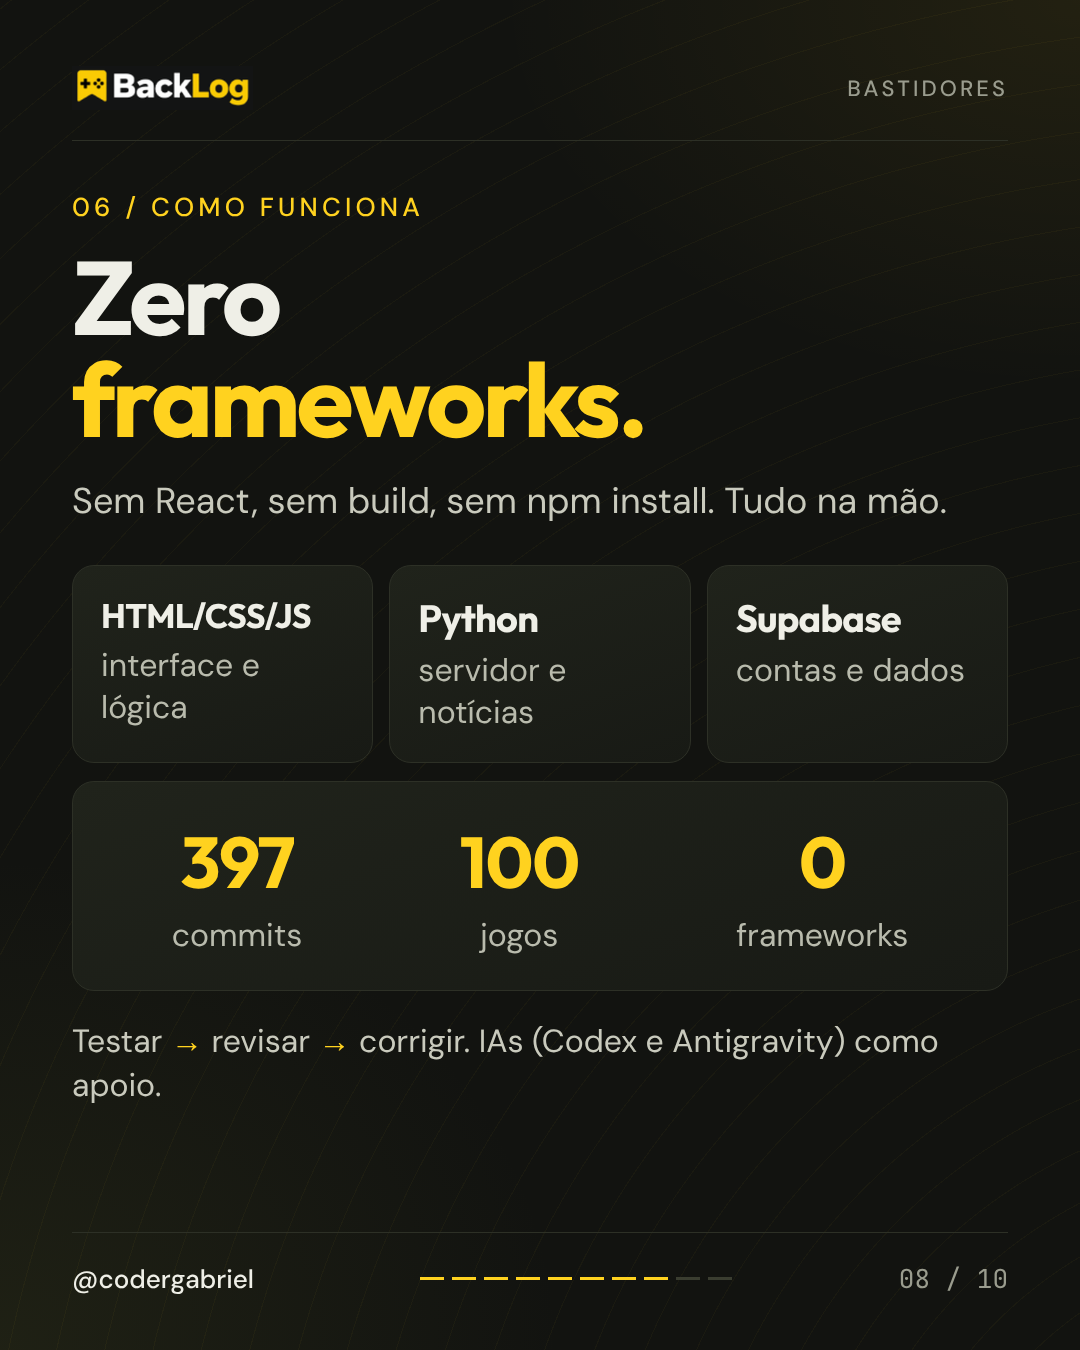 BackLog
BASTIDORES
06 / COMO FUNCIONA
Zero
frameworks.
Sem React, sem build, sem npm install. Tudo na mão.
HTML/CSS/JS
interface e
lógica
Python
servidor e
notícias
Supabase
contas e dados
397
commits
100
jogos
0
frameworks
Testar → revisar → corrigir. IAs (Codex e Antigravity) como
apoio.
@codergabriel
08 / 10